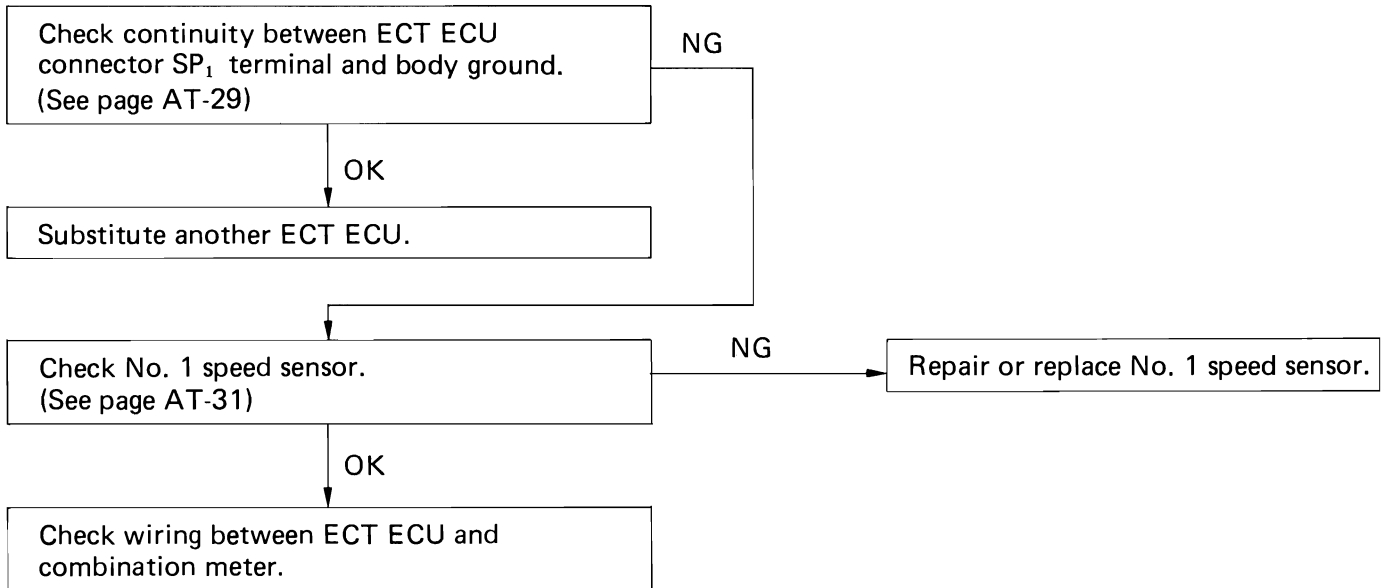 Check continuity between ECT ECU
connector SP₁ terminal and body ground.
(See page AT-29)
NG
OK
Substitute another ECT ECU.
Check No. 1 speed sensor.
(See page AT-31)
NG
Repair or replace No. 1 speed sensor.
OK
Check wiring between ECT ECU and
combination meter.